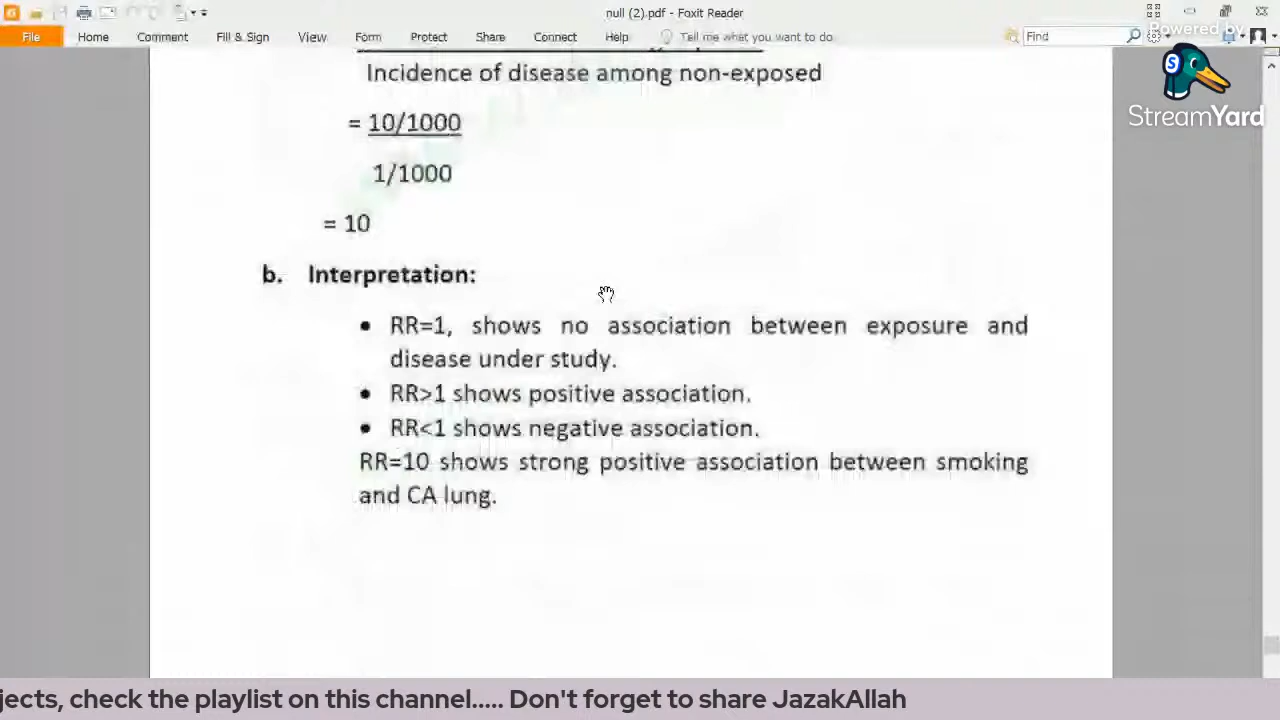 null (2).pdf - Foxit Reader
File Home Comment Fill & Sign View Form Protect Share Connect Help Tell me what you want to do Find
Powered by
StreamYard
Incidence of disease among non-exposed
= 10/1000
1/1000
= 10
b. Interpretation:
• RR=1, shows no association between exposure and
disease under study.
• RR>1 shows positive association.
• RR<1 shows negative association.
RR=10 shows strong positive association between smoking
and CA lung.
jects, check the playlist on this channel..... Don't forget to share JazakAllah